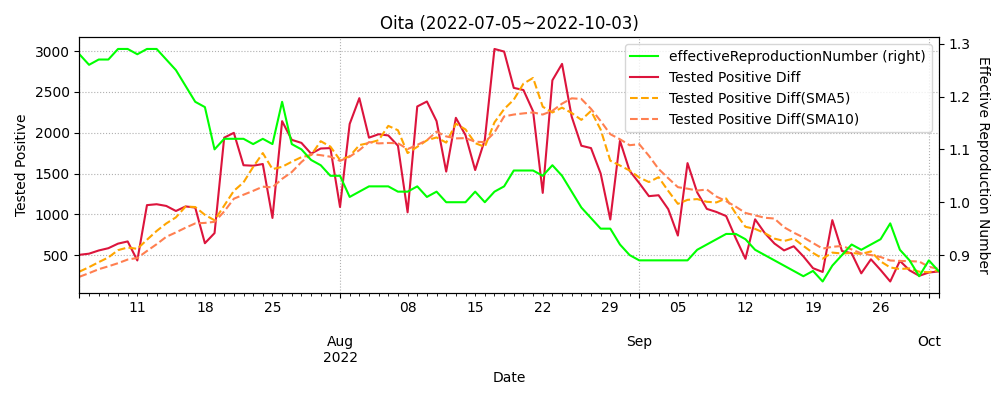 Oita (2022-07-05~2022-10-03)
effectiveReproductionNumber (right)
Tested Positive Diff
Tested Positive Diff(SMA5)
Tested Positive Diff(SMA10)
Tested Positive
3000
2500
2000
1500
1000
500
1.3
1.2
1.1
1.0
0.9
Effective Reproduction Number
11 18 25 08 15 22 29 05 12 19 26
Aug Sep Oct
2022
Date